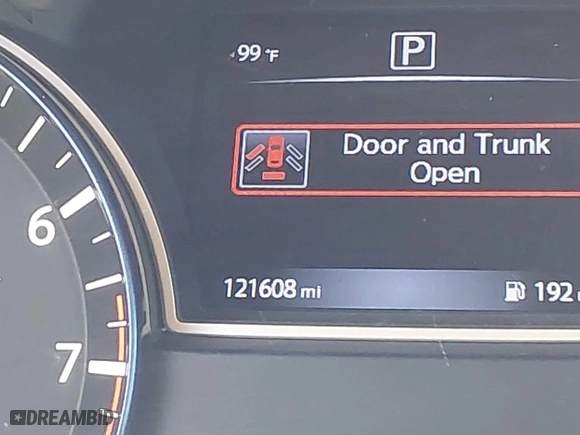 99 °F
P
Door and Trunk
Open
6
121608 mi
192
7
DREAMBID